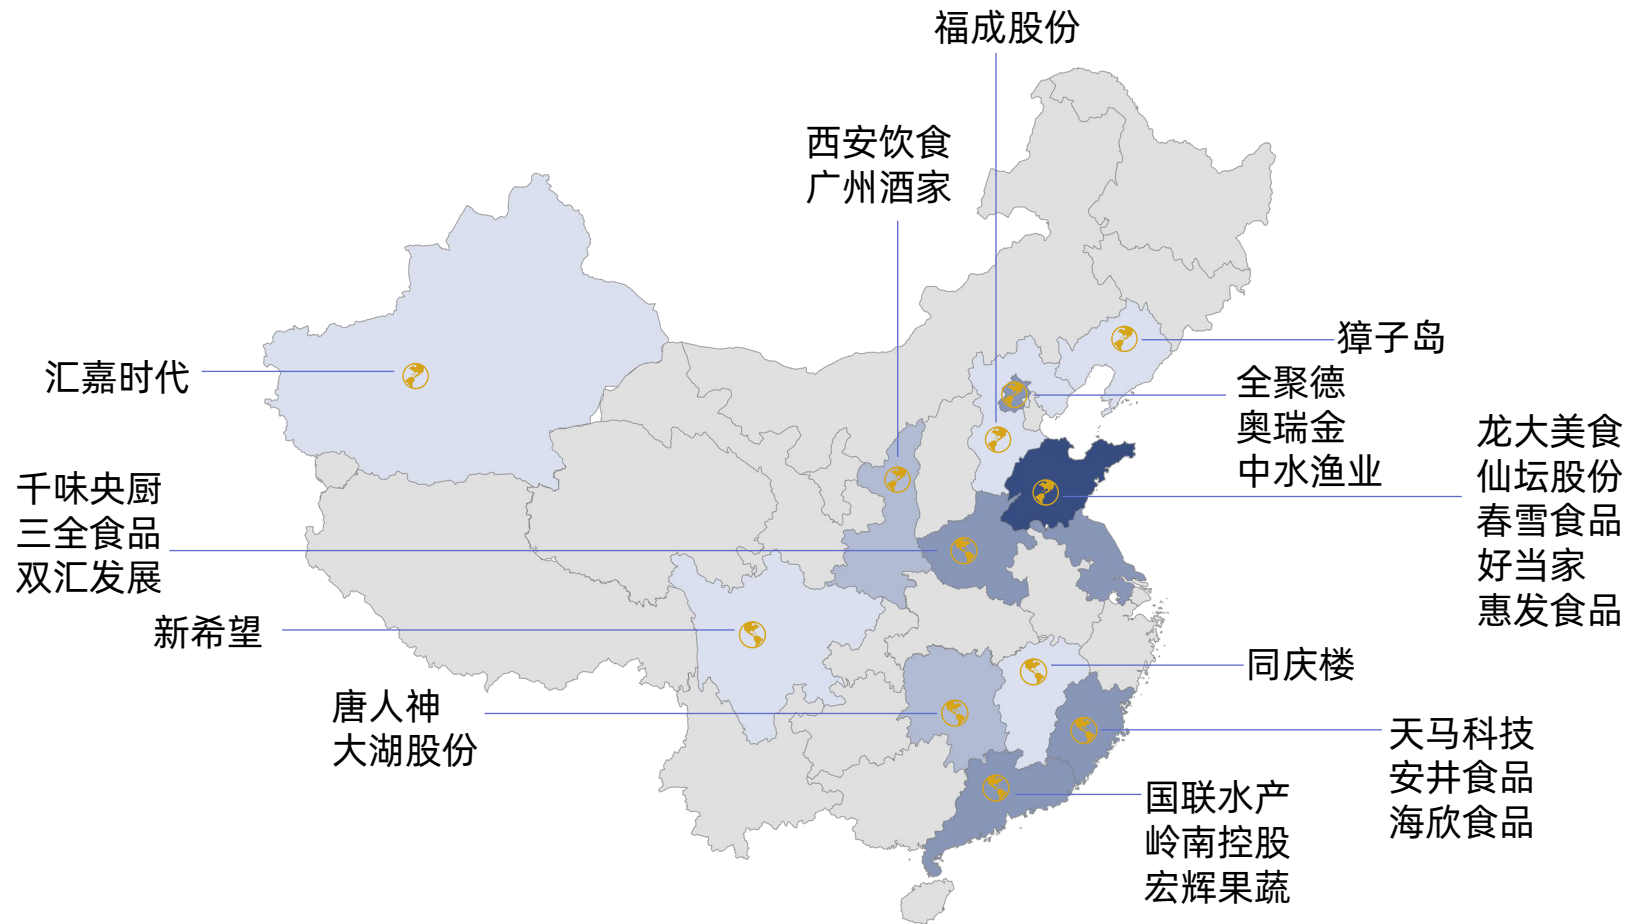 福成股份
西安饮食
广州酒家
獐子岛
汇嘉时代
全聚德
奥瑞金
中水渔业
龙大美食
仙坛股份
春雪食品
好当家
惠发食品
千味央厨
三全食品
双汇发展
新希望
同庆楼
唐人神
大湖股份
天马科技
安井食品
海欣食品
国联水产
岭南控股
宏辉果蔬